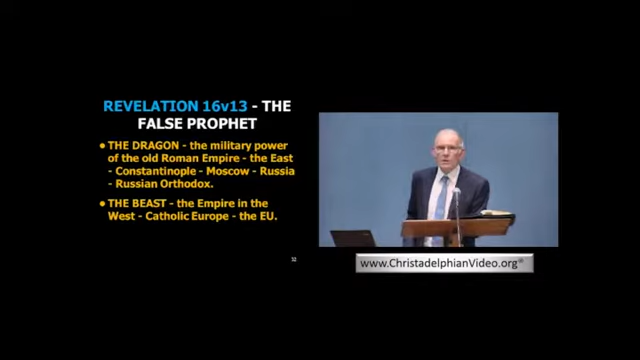 REVELATION 16v13 - THE
FALSE PROPHET
● THE DRAGON - the military power
of the old Roman Empire - the East
- Constantinople - Moscow - Russia
- Russian Orthodox.
● THE BEAST - the Empire in the
West - Catholic Europe - the EU.
32
www.ChristadelphianVideo.org®